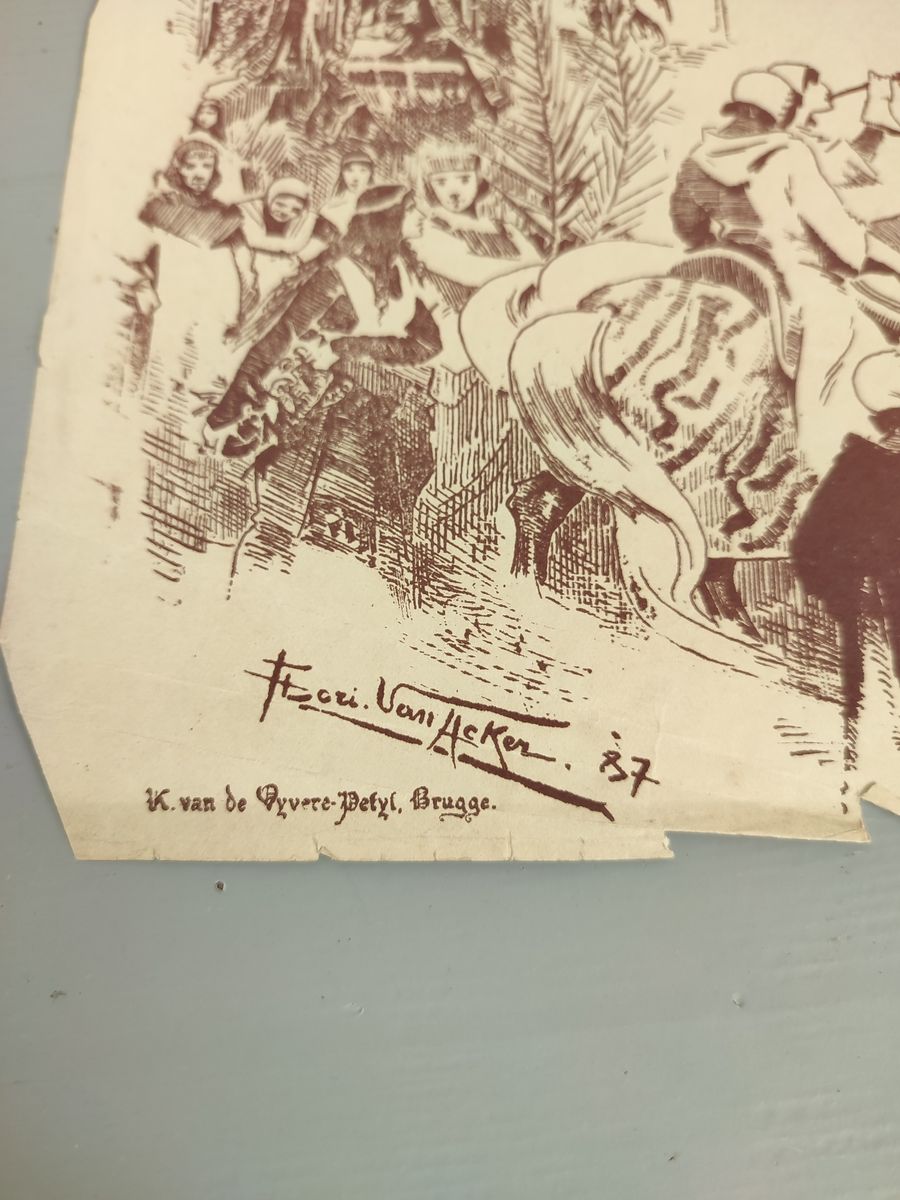 Flori. Van Acker. '87
K. van de Vyvere-Petyt, Brugge.